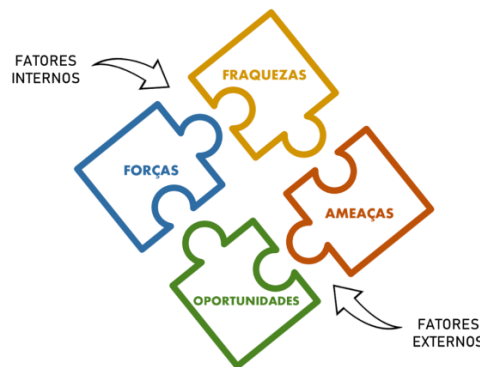 FATORES
INTERNOS
FRAQUEZAS
FORÇAS
AMEAÇAS
OPORTUNIDADES
FATORES
EXTERNOS